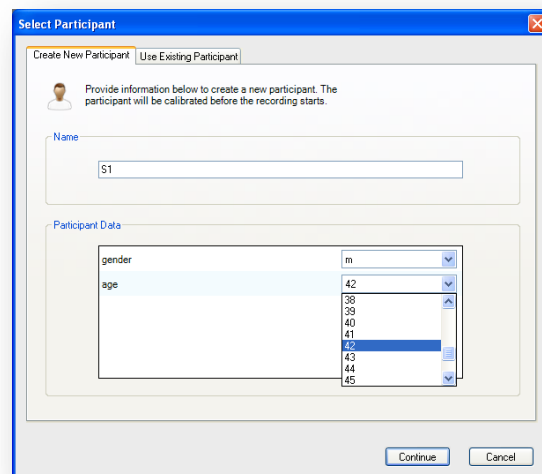 Select Participant
Create New Participant
Use Existing Participant
Provide information below to create a new participant. The
participant will be calibrated before the recording starts.
Name
S1
Participant Data
gender
m
age
42
38
39
40
41
42
43
44
45
Continue
Cancel